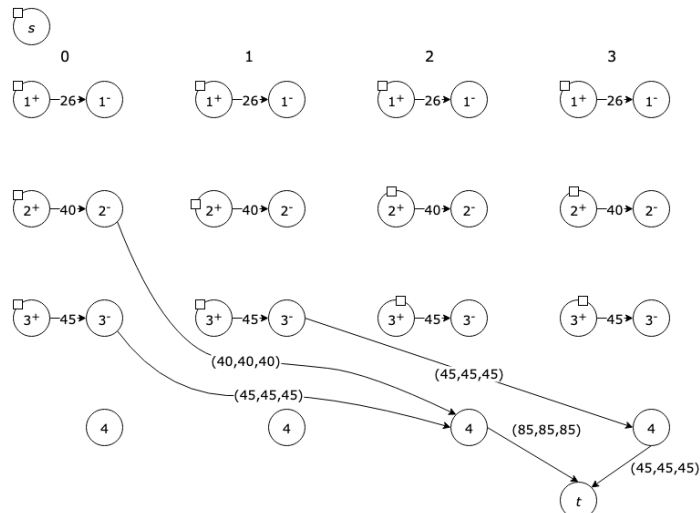 s
0 1 2 3
1+ 26 1- 1+ 26 1- 1+ 26 1- 1+ 26 1-
2+ 40 2- 2+ 40 2- 2+ 40 2- 2+ 40 2-
3+ 45 3- 3+ 45 3- 3+ 45 3- 3+ 45 3-
(40,40,40)
(45,45,45)
(45,45,45)
4 4 4 (85,85,85) 4
(45,45,45)
t